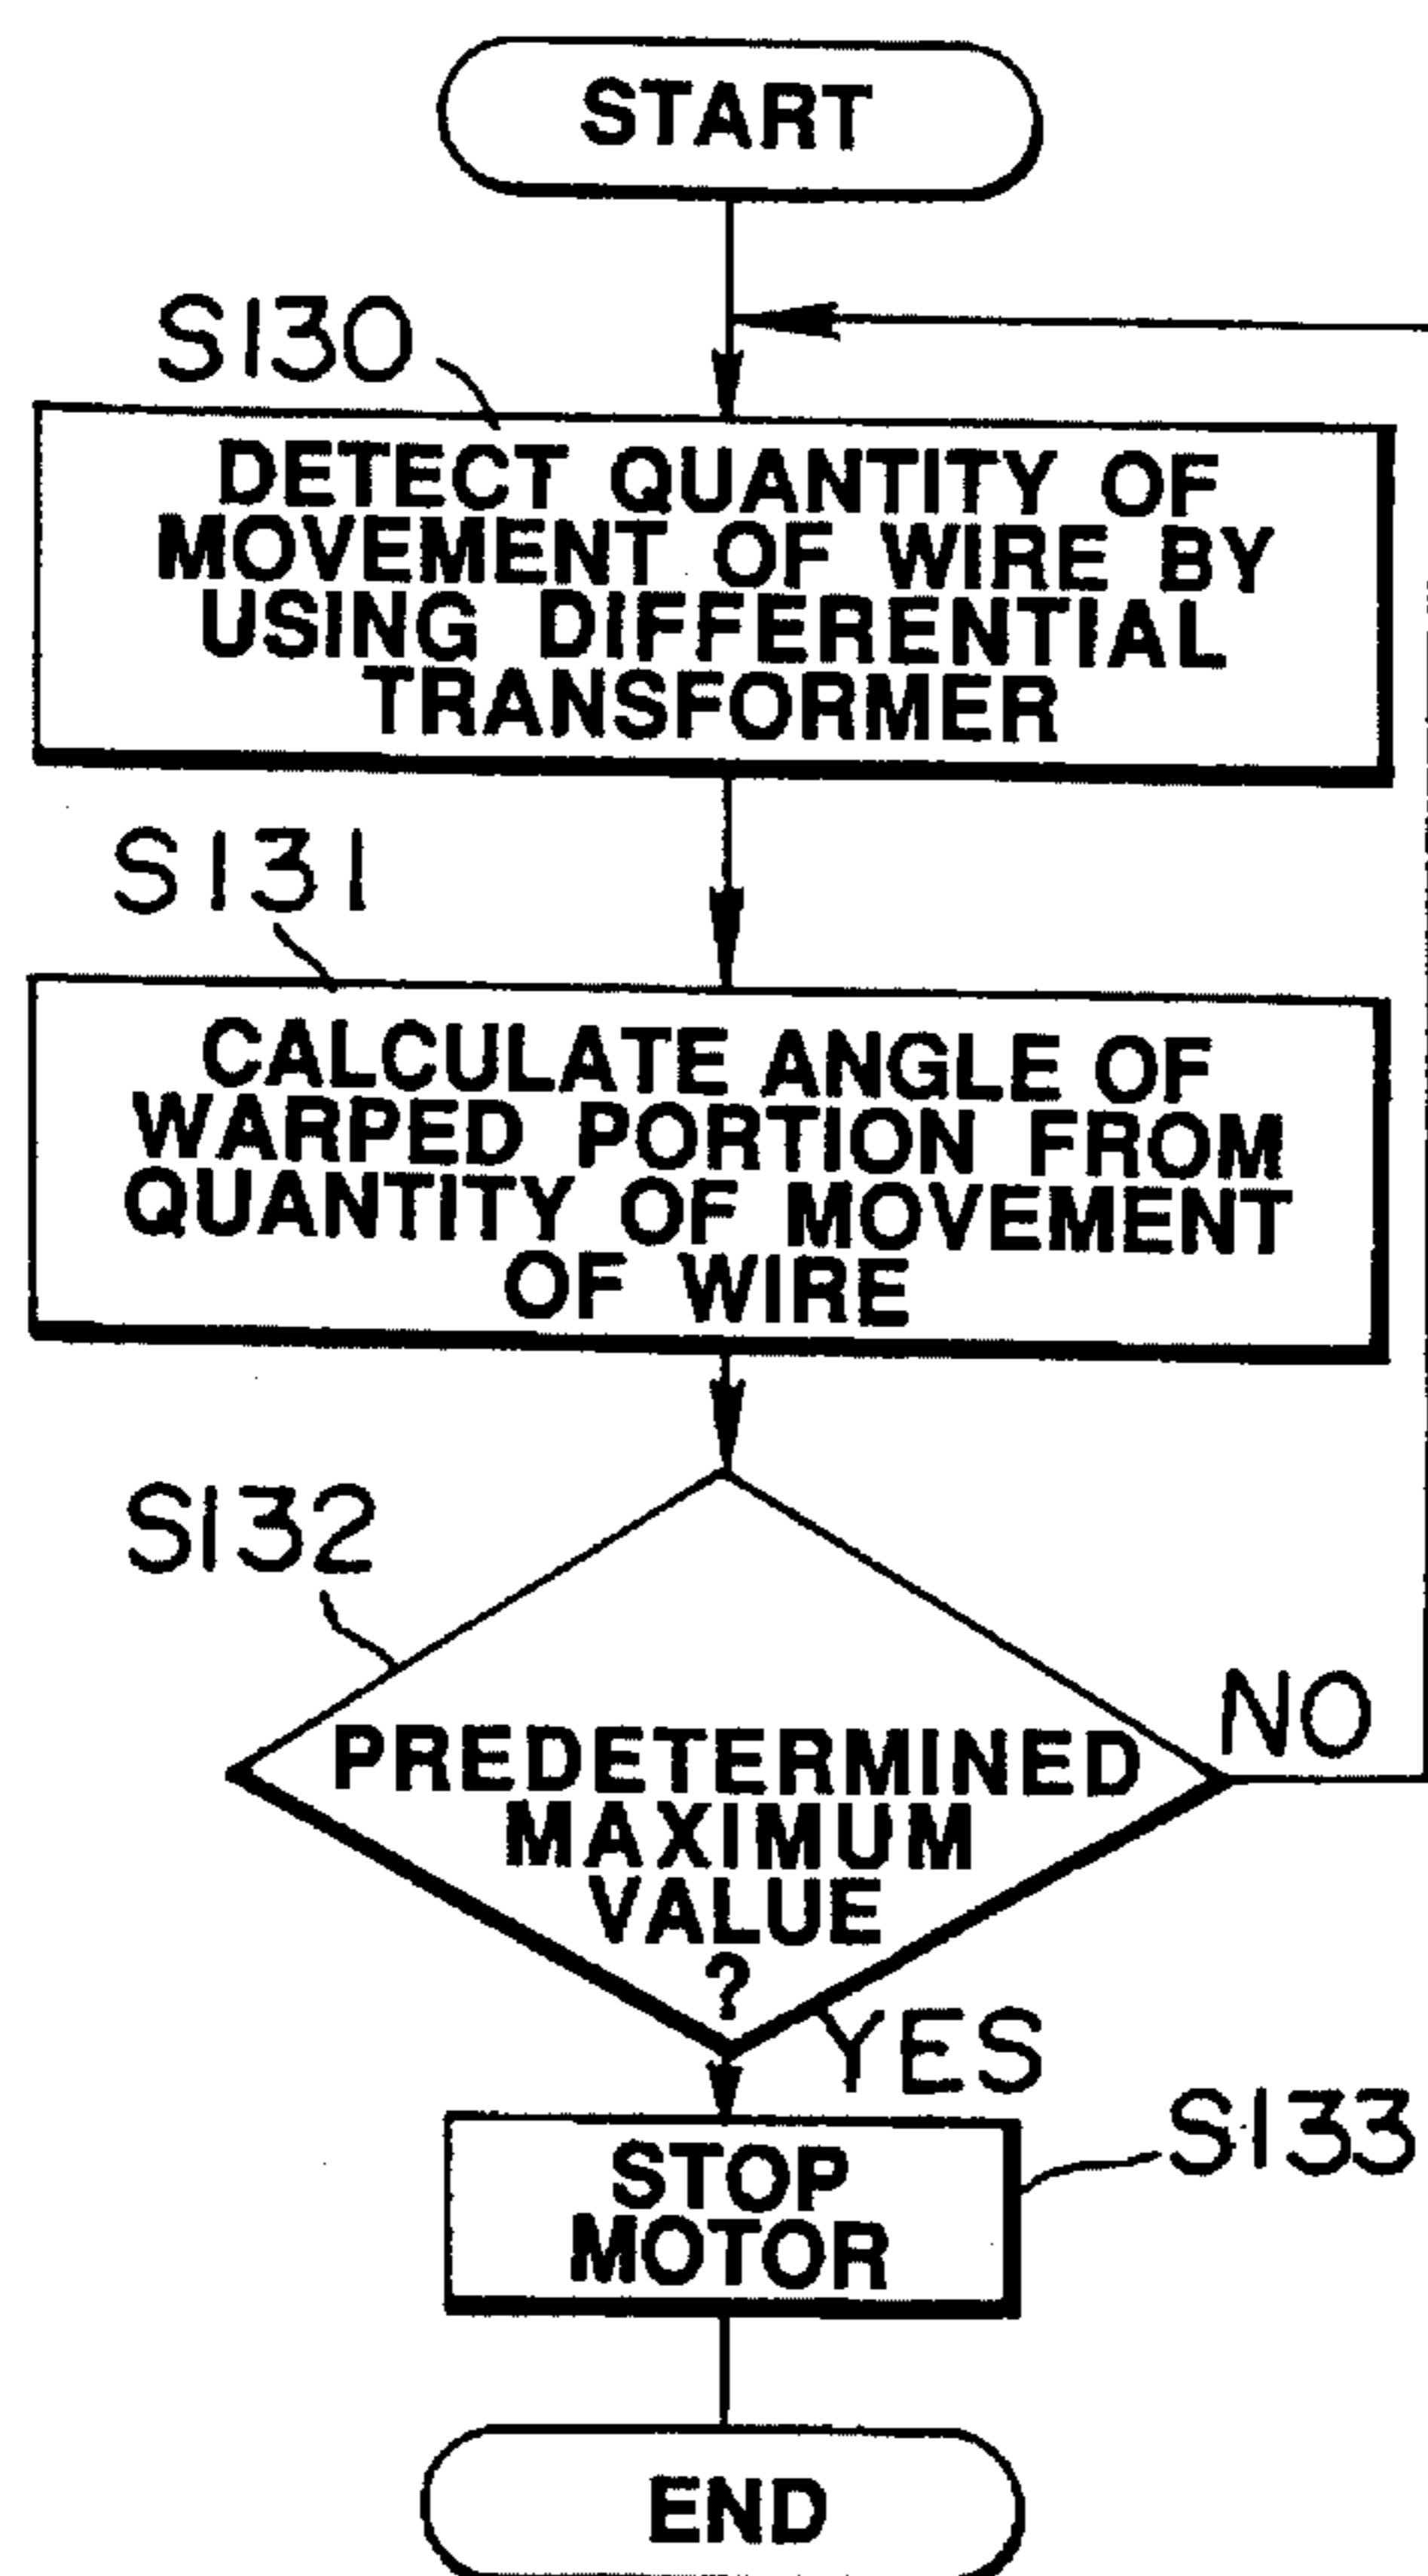 START
S130
DETECT QUANTITY OF
MOVEMENT OF WIRE BY
USING DIFFERENTIAL
TRANSFORMER
S131
CALCULATE ANGLE OF
WARPED PORTION FROM
QUANTITY OF MOVEMENT
OF WIRE
S132
PREDETERMINED
MAXIMUM
VALUE
?
NO
YES
S133
STOP
MOTOR
END